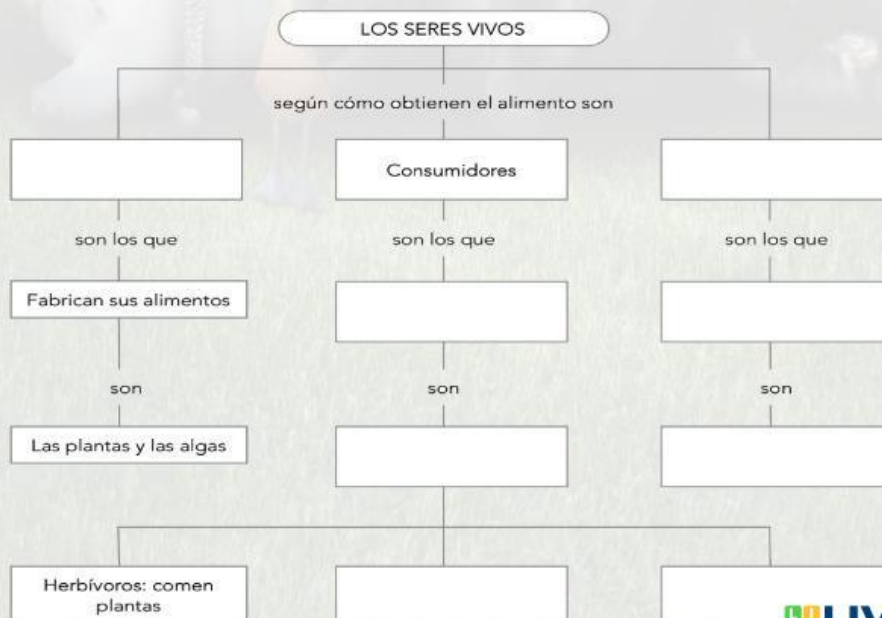 LOS SERES VIVOS
según cómo obtienen el alimento son
Consumidores
son los que
son los que
son los que
Fabrican sus alimentos
son
son
son
Las plantas y las algas
Herbívoros: comen
plantas